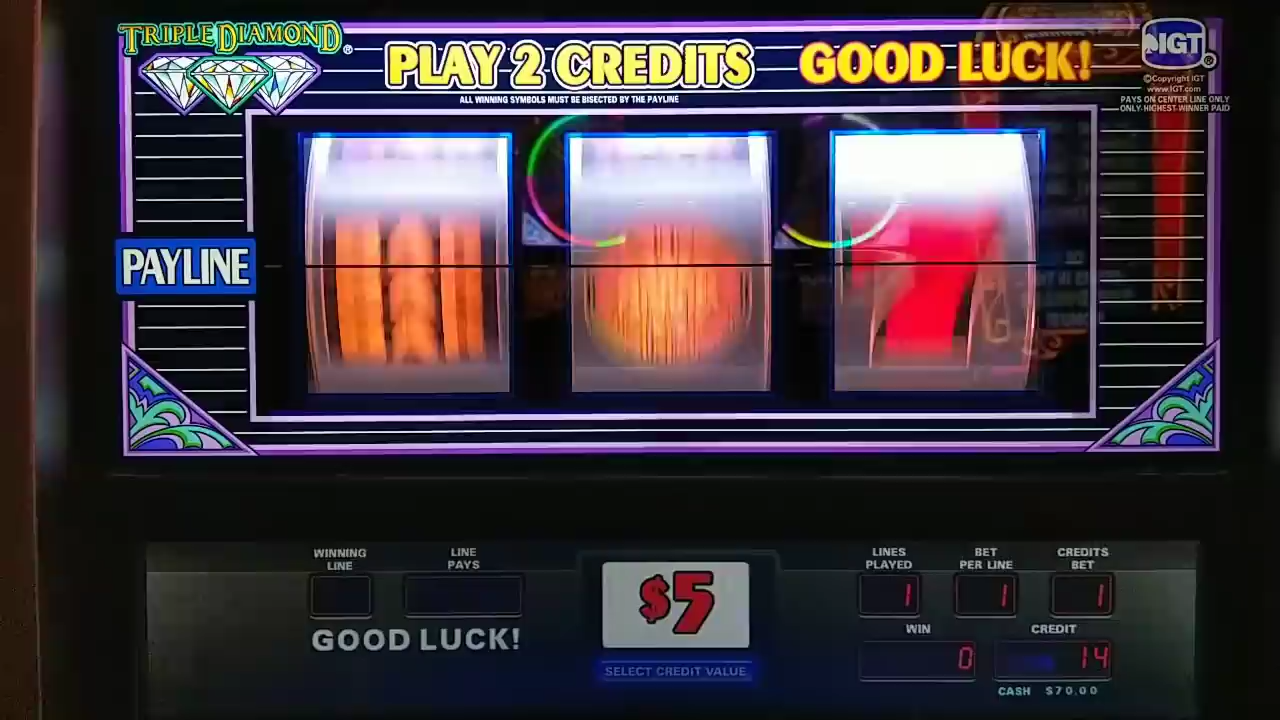 TRIPLE DIAMOND®
PLAY 2 CREDITS
GOOD LUCK!
IGT®
©Copyright IGT
www.IGT.com
ALL WINNING SYMBOLS MUST BE BISECTED BY THE PAYLINE
PAYS ON CENTER LINE ONLY
ONLY HIGHEST WINNER PAID
PAYLINE
7
WINNING LINE
LINE PAYS
GOOD LUCK!
$5
SELECT CREDIT VALUE
LINES PLAYED
BET PER LINE
CREDITS BET
1
1
1
WIN
CREDIT
0
14
CASH $70.00